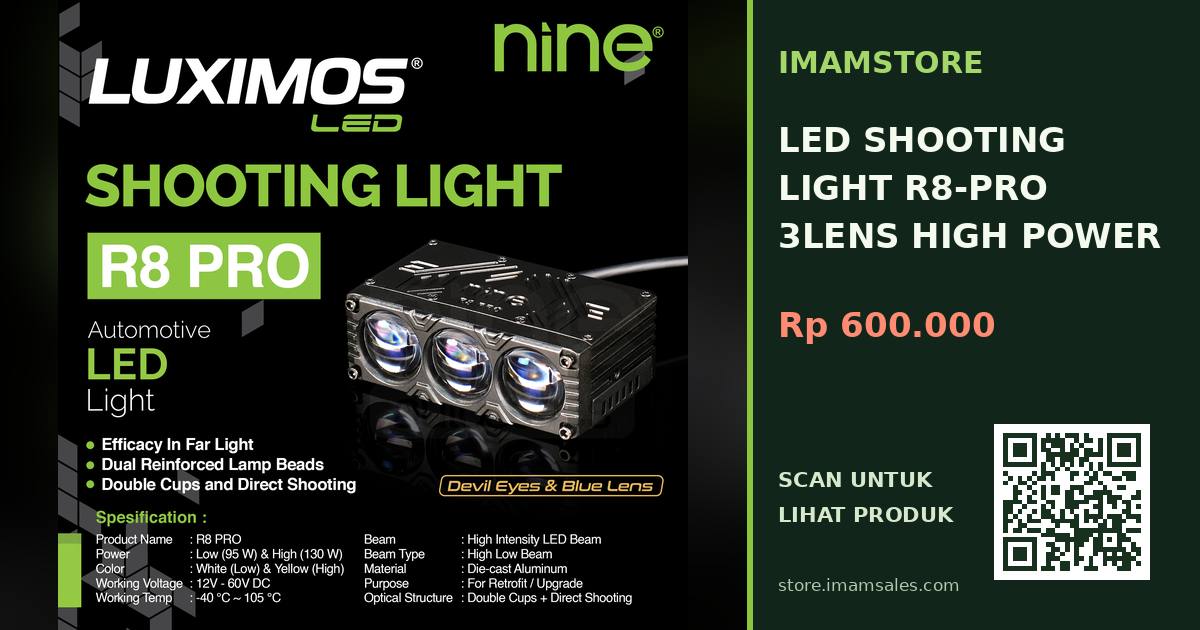 nine®
LUXIMOS®
LED
SHOOTING LIGHT
R8 PRO
Automotive
LED
Light
Efficacy In Far Light
Dual Reinforced Lamp Beads
Double Cups and Direct Shooting
Devil Eyes & Blue Lens
Spesification :
Product Name : R8 PRO
Power : Low (95 W) & High (130 W)
Color : White (Low) & Yellow (High)
Working Voltage : 12V - 60V DC
Working Temp : -40 °C ~ 105 °C
Beam : High Intensity LED Beam
Beam Type : High Low Beam
Material : Die-cast Aluminum
Purpose : For Retrofit / Upgrade
Optical Structure : Double Cups + Direct Shooting
IMAMSTORE
LED SHOOTING
LIGHT R8-PRO
3LENS HIGH POWER
Rp 600.000
SCAN UNTUK
LIHAT PRODUK
store.imamsales.com